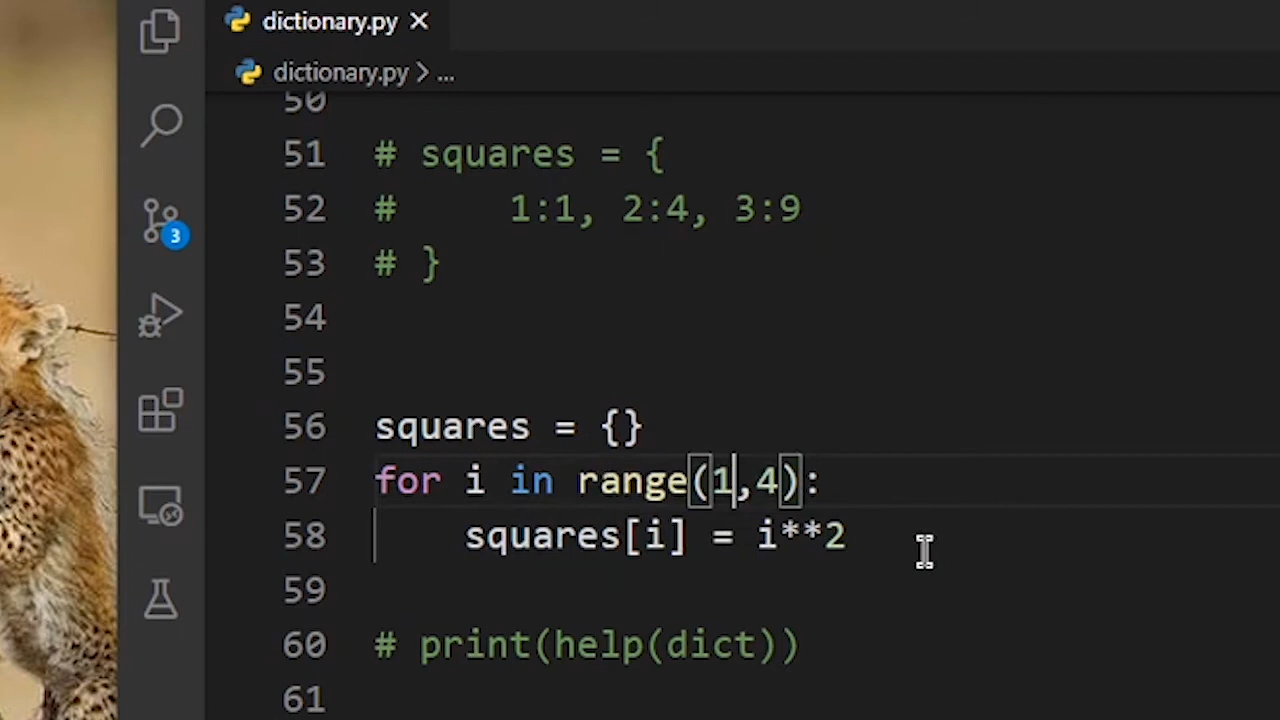 dictionary.py
dictionary.py > ...
50
51 # squares = {
52 #     1:1, 2:4, 3:9
53 # }
54
55
56 squares = {}
57 for i in range(1,4):
3
58     squares[i] = i**2
59
60 # print(help(dict))
61